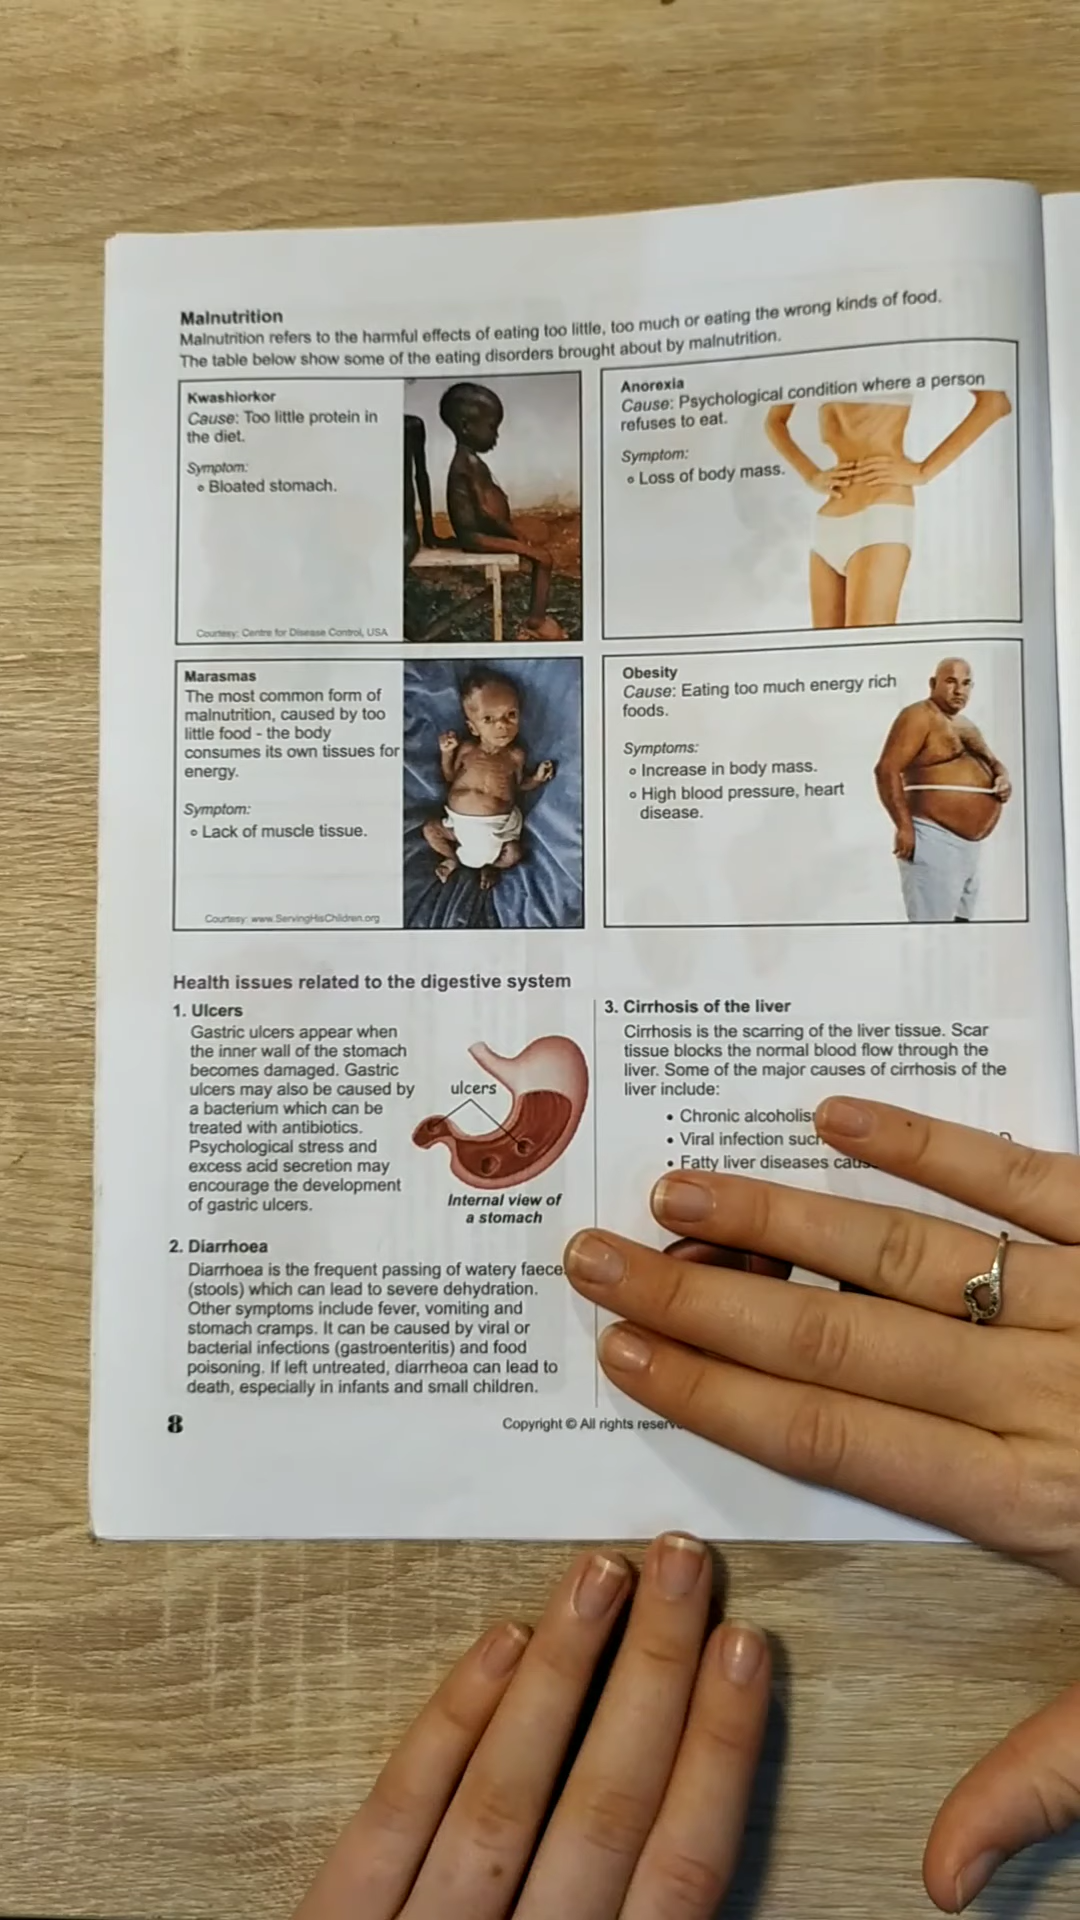 Malnutrition
Malnutrition refers to the harmful effects of eating too little, too much or eating the wrong kinds of food.
The table below show some of the eating disorders brought about by malnutrition.
Kwashiorkor
Cause: Too little protein in
the diet.
Symptom:
Bloated stomach.
Courtesy: Centre for Disease Control, USA
Anorexia
Cause: Psychological condition where a person
refuses to eat.
Symptom:
Loss of body mass.
Marasmas
The most common form of
malnutrition, caused by too
little food - the body
consumes its own tissues for
energy.
Symptom:
Lack of muscle tissue.
Courtesy: www.ServingHisChildren.org
Obesity
Cause: Eating too much energy rich
foods.
Symptoms:
Increase in body mass.
High blood pressure, heart
disease.
Health issues related to the digestive system
1. Ulcers
Gastric ulcers appear when
the inner wall of the stomach
becomes damaged. Gastric
ulcers may also be caused by
a bacterium which can be
treated with antibiotics.
Psychological stress and
excess acid secretion may
encourage the development
of gastric ulcers.
ulcers
Internal view of
a stomach
2. Diarrhoea
Diarrhoea is the frequent passing of watery faece
(stools) which can lead to severe dehydration.
Other symptoms include fever, vomiting and
stomach cramps. It can be caused by viral or
bacterial infections (gastroenteritis) and food
poisoning. If left untreated, diarrheoa can lead to
death, especially in infants and small children.
3. Cirrhosis of the liver
Cirrhosis is the scarring of the liver tissue. Scar
tissue blocks the normal blood flow through the
liver. Some of the major causes of cirrhosis of the
liver include:
• Chronic alcoholis
• Viral infection such
• Fatty liver diseases caus
8
Copyright © All rights reserve